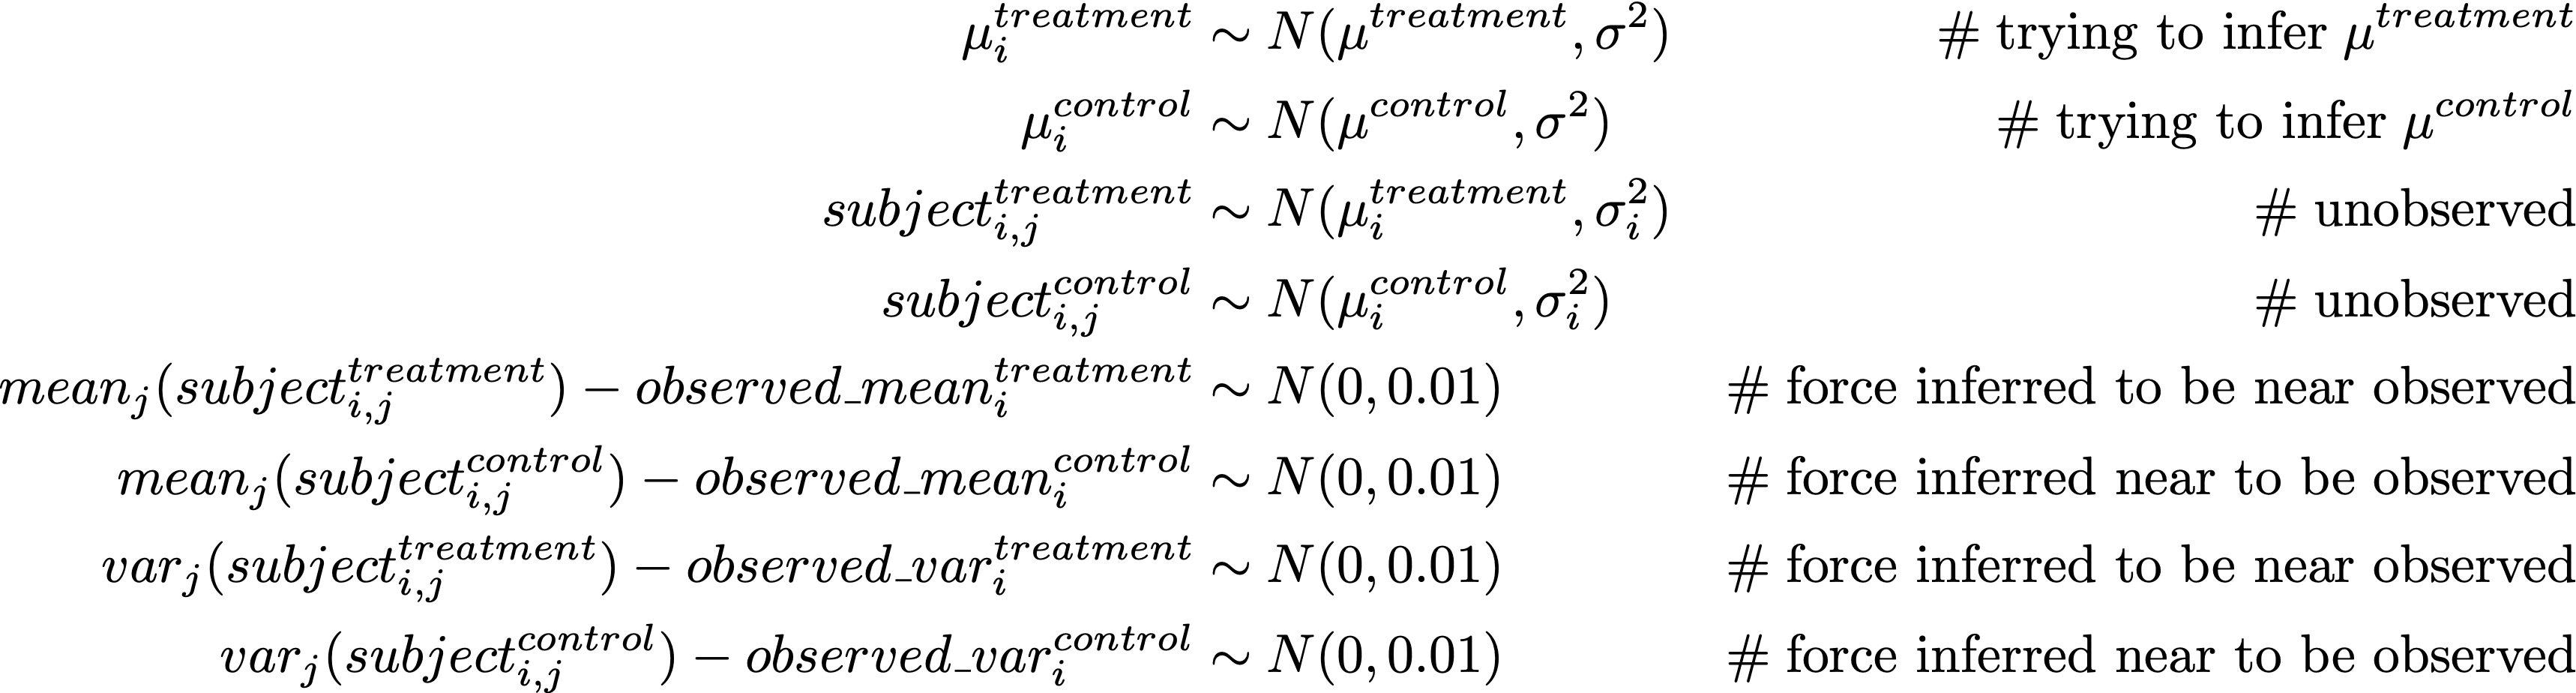 μ_i^{treatment} ∼ N(μ^{treatment}, σ^2) # trying to infer μ^{treatment}
μ_i^{control} ∼ N(μ^{control}, σ^2) # trying to infer μ^{control}
subject_{i,j}^{treatment} ∼ N(μ_i^{treatment}, σ_i^2) # unobserved
subject_{i,j}^{control} ∼ N(μ_i^{control}, σ_i^2) # unobserved
mean_j(subject_{i,j}^{treatment}) − observed_mean_i^{treatment} ∼ N(0, 0.01) # force inferred to be near observed
mean_j(subject_{i,j}^{control}) − observed_mean_i^{control} ∼ N(0, 0.01) # force inferred near to be observed
var_j(subject_{i,j}^{treatment}) − observed_var_i^{treatment} ∼ N(0, 0.01) # force inferred to be near observed
var_j(subject_{i,j}^{control}) − observed_var_i^{control} ∼ N(0, 0.01) # force inferred near to be observed